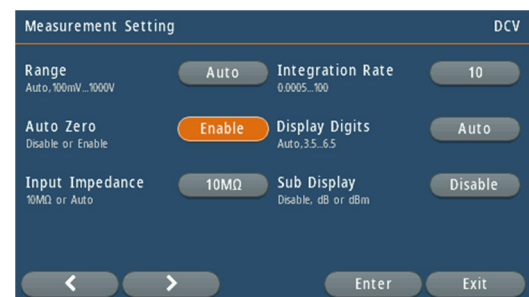 Measurement Setting DCV
Range Auto Integration Rate 10
Auto,100mV...1000V 0.0005...100
Auto Zero Enable Display Digits Auto
Disable or Enable Auto,3.5...6.5
Input Impedance 10MΩ Sub Display Disable
10MΩ or Auto Disable, dB or dBm
Enter Exit